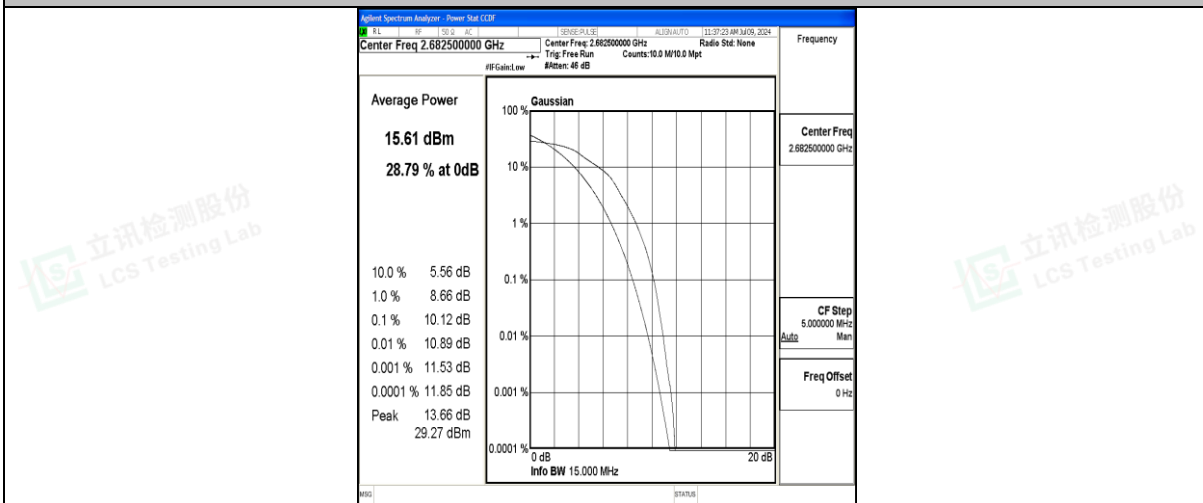 Agilent Spectrum Analyzer - Power Stat CCDF
RL RF 50 Ω AC SENSE:PULSE ALIGN AUTO 11:37:23 AM Jul 09, 2024
Center Freq 2.682500000 GHz
Center Freq: 2.682500000 GHz Radio Std: None
Trig: Free Run Counts:10.0 M/10.0 Mpt
#IFGain:Low #Atten: 46 dB
Average Power
15.61 dBm
28.79 % at 0dB
10.0 % 5.56 dB
1.0 % 8.66 dB
0.1 % 10.12 dB
0.01 % 10.89 dB
0.001 % 11.53 dB
0.0001 % 11.85 dB
Peak 13.66 dB
29.27 dBm
Gaussian
100 %
10 %
1 %
0.1 %
0.01 %
0.001 %
0.0001 %
0 dB 20 dB
Info BW 15.000 MHz
Frequency
Center Freq
2.682500000 GHz
CF Step
5.000000 MHz
Auto Man
Freq Offset
0 Hz
MSG STATUS
立讯检测股份
LCS Testing Lab
立讯检测股份
LCS Testing Lab